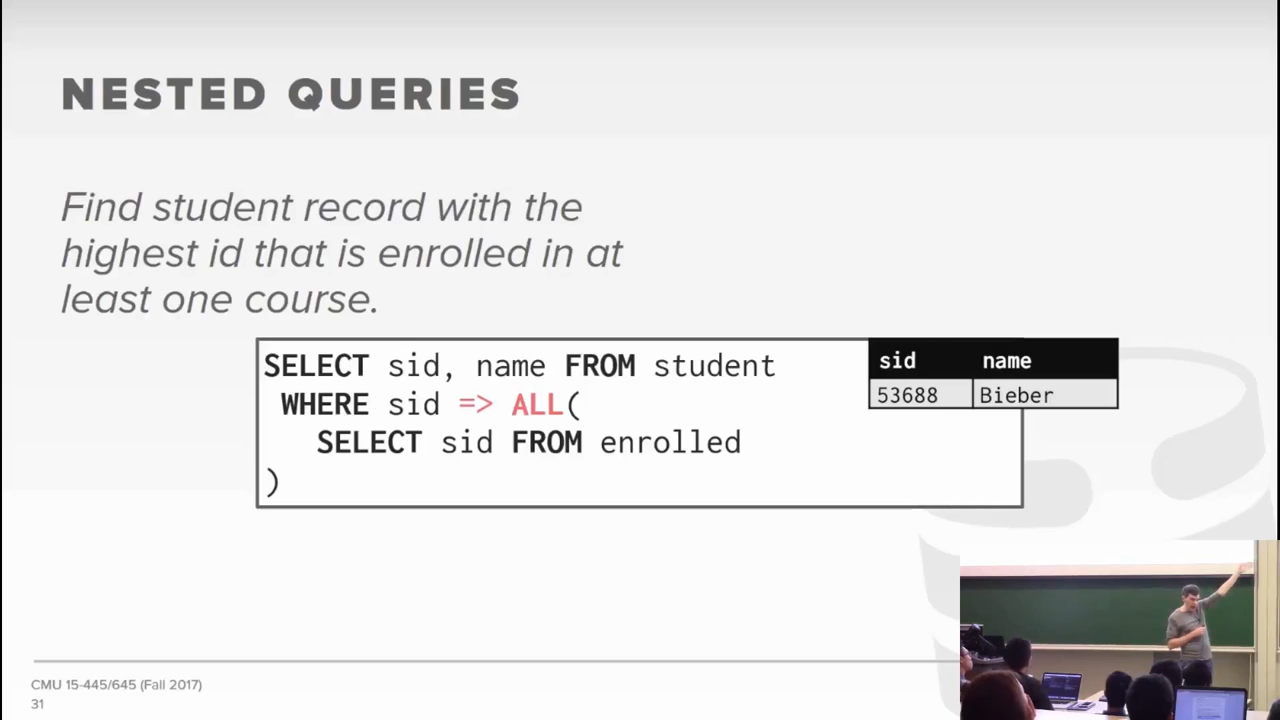 NESTED QUERIES
Find student record with the
highest id that is enrolled in at
least one course.
SELECT sid, name FROM student
WHERE sid => ALL(
SELECT sid FROM enrolled
)
sid name
53688 Bieber
CMU 15-445/645 (Fall 2017)
31